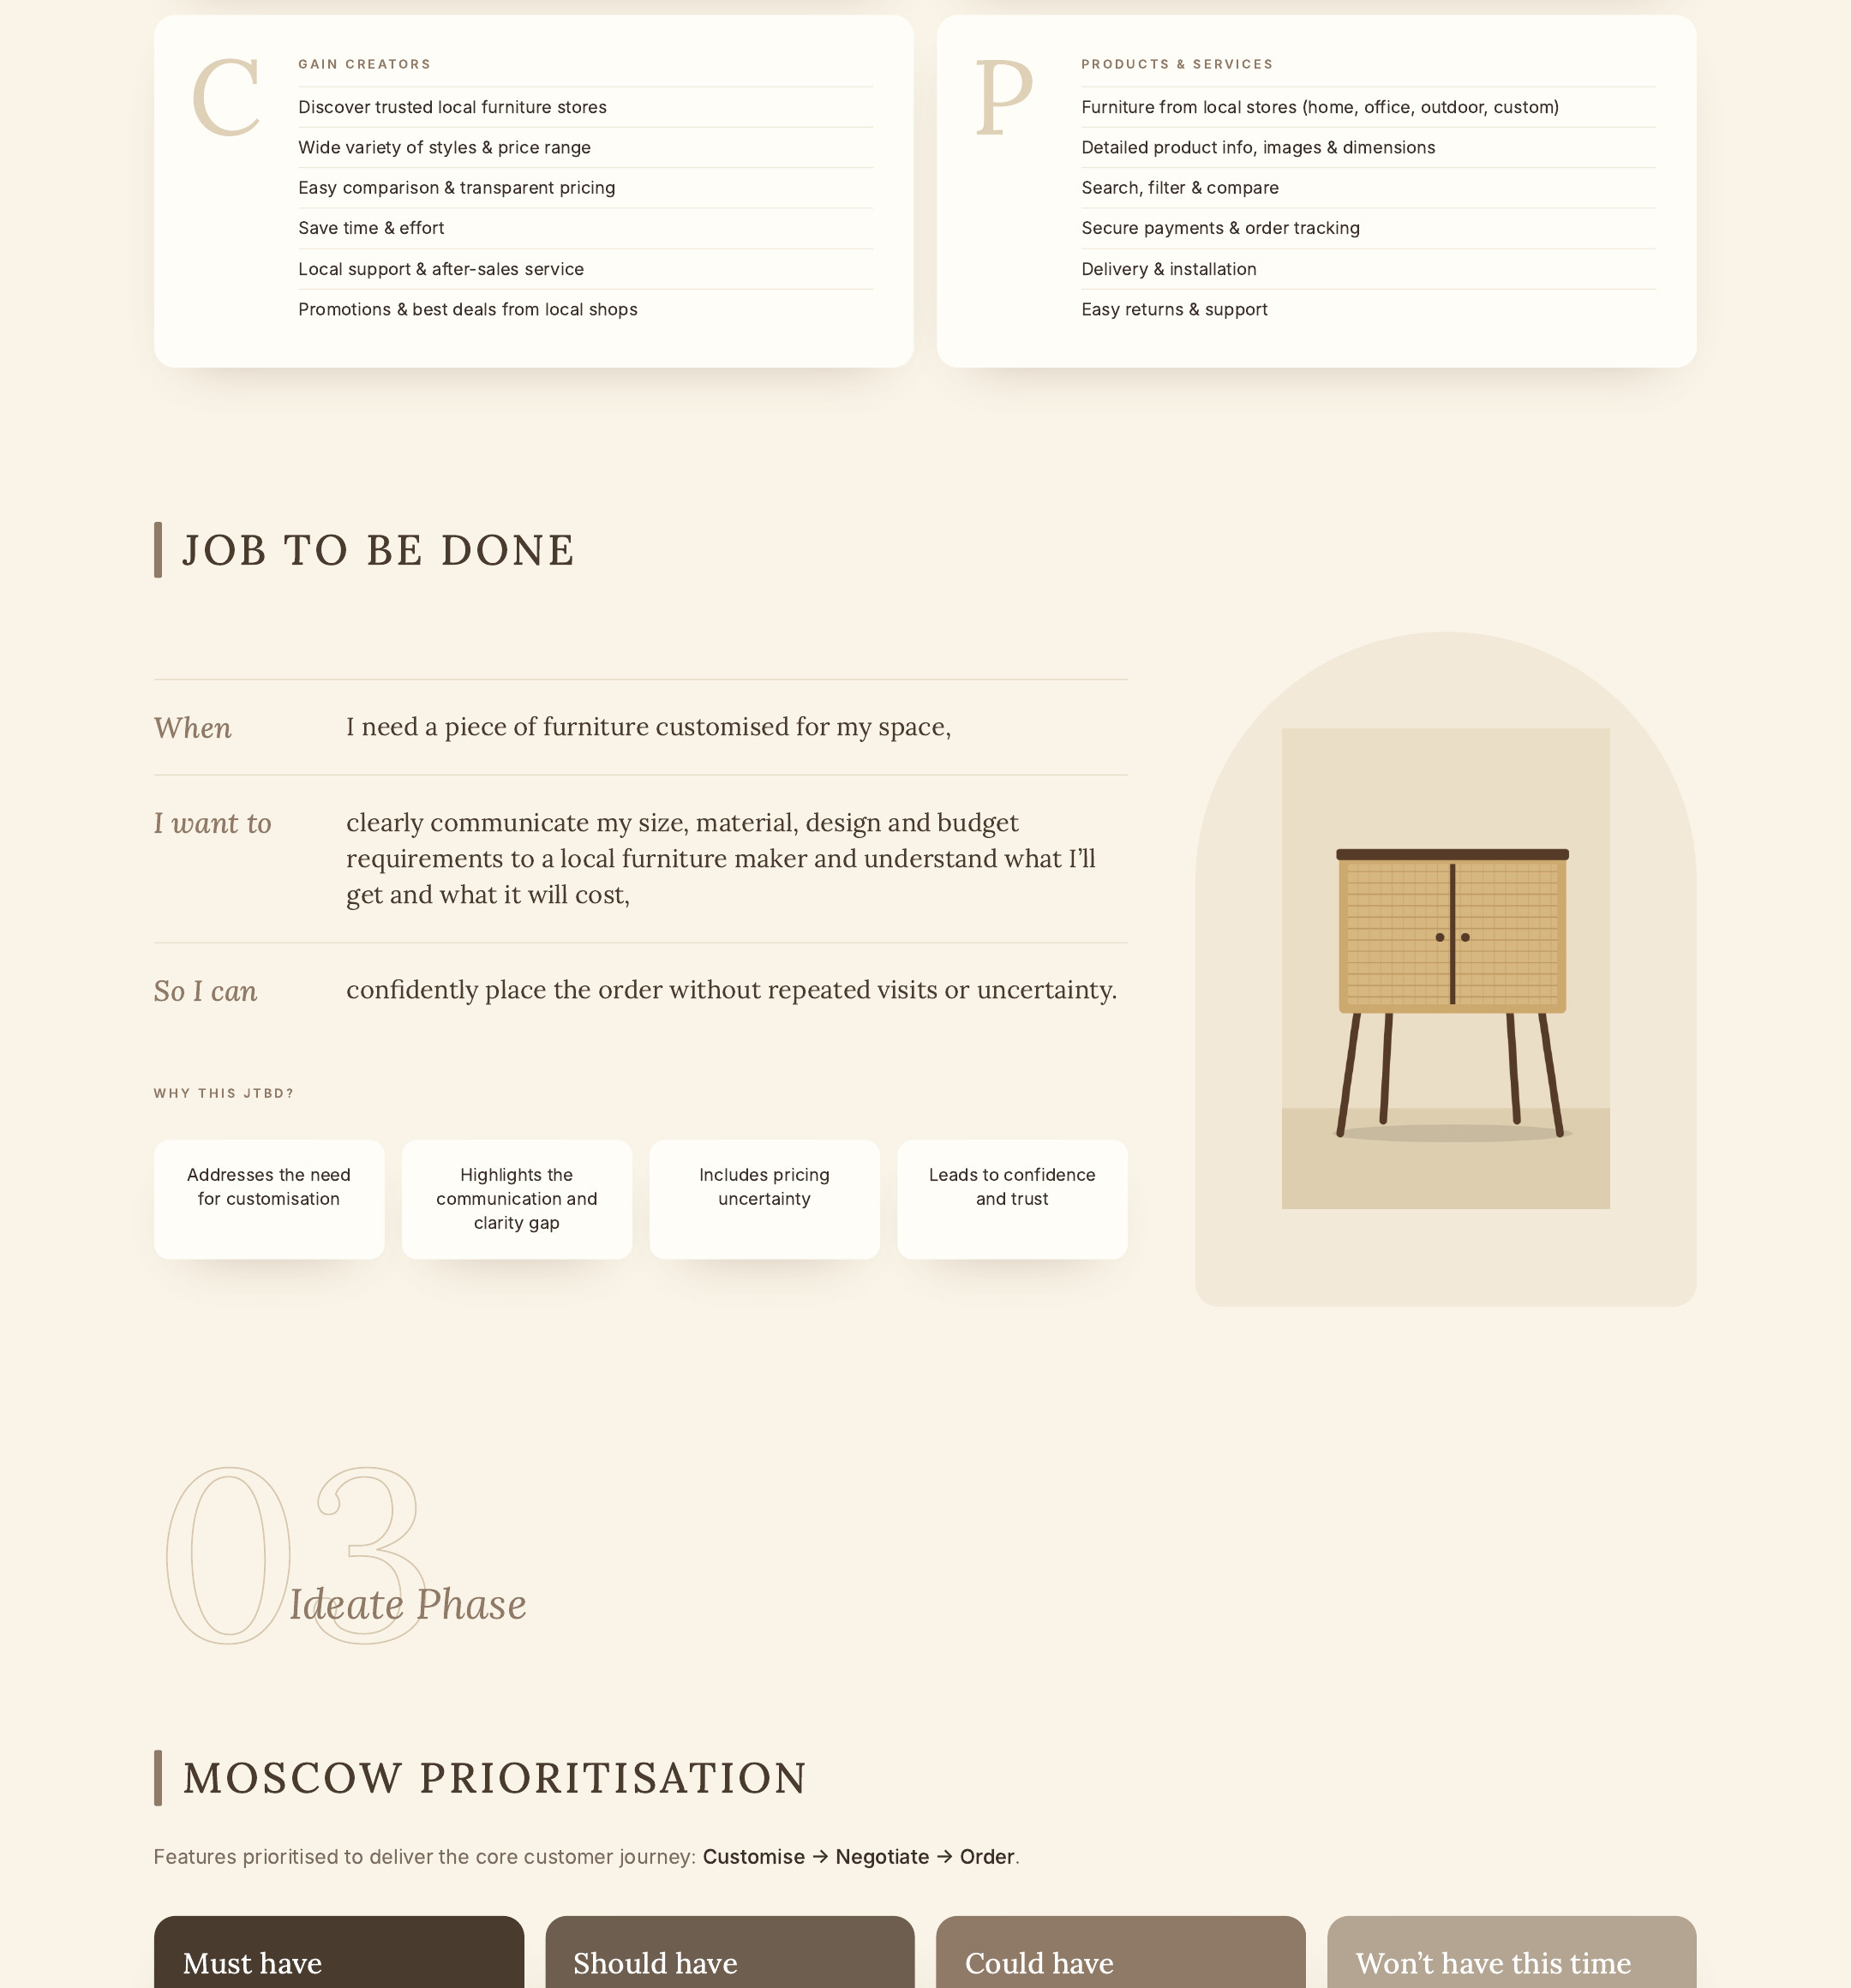 C
GAIN CREATORS
Discover trusted local furniture stores
Wide variety of styles & price range
Easy comparison & transparent pricing
Save time & effort
Local support & after-sales service
Promotions & best deals from local shops
P
PRODUCTS & SERVICES
Furniture from local stores (home, office, outdoor, custom)
Detailed product info, images & dimensions
Search, filter & compare
Secure payments & order tracking
Delivery & installation
Easy returns & support
JOB TO BE DONE
When
I need a piece of furniture customised for my space,
I want to
clearly communicate my size, material, design and budget
requirements to a local furniture maker and understand what I’ll
get and what it will cost,
So I can
confidently place the order without repeated visits or uncertainty.
WHY THIS JTBD?
Addresses the need
for customisation
Highlights the
communication and
clarity gap
Includes pricing
uncertainty
Leads to confidence
and trust
03
Ideate Phase
MOSCOW PRIORITISATION
Features prioritised to deliver the core customer journey: Customise → Negotiate → Order.
Must have
Should have
Could have
Won’t have this time